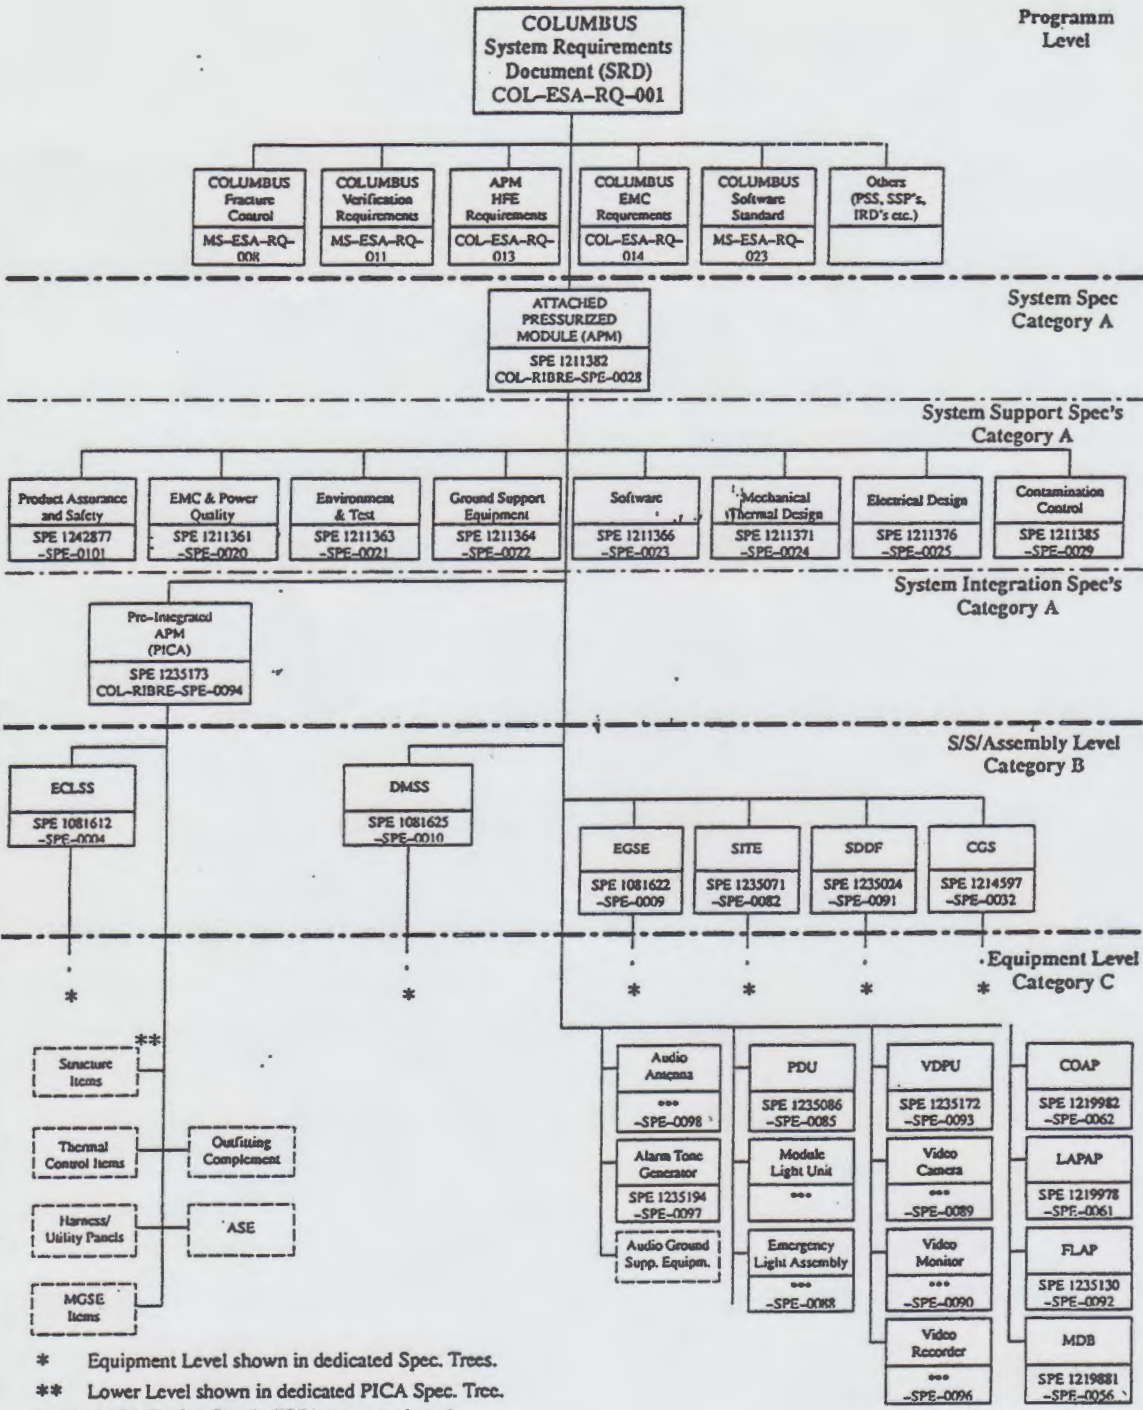 COLUMBUS
System Requirements
Document (SRD)
COL–ESA–RQ–001
Programm
Level
COLUMBUS
Fracture
Control
MS–ESA–RQ–
008
COLUMBUS
Verification
Requirements
MS–ESA–RQ–
011
APM
HFE
Requirements
COL–ESA–RQ–
013
COLUMBUS
EMC
Requrements
COL–ESA–RQ–
014
COLUMBUS
Software
Standard
MS–ESA–RQ–
023
Others
(PSS, SSP's,
IRD's etc.)
System Spec
Category A
ATTACHED
PRESSURIZED
MODULE (APM)
SPE 1211382
COL–RIBRE–SPE–0028
System Support Spec's
Category A
Product Assurance
and Safety
SPE 1242877
–SPE–0101
EMC & Power
Quality
SPE 1211361
–SPE–0020
Environment
& Test
SPE 1211363
–SPE–0021
Ground Support
Equipment
SPE 1211364
–SPE–0022
Software
SPE 1211366
–SPE–0023
Mechanical
Thermal Design
SPE 1211371
–SPE–0024
Electrical Design
SPE 1211376
–SPE–0025
Contamination
Control
SPE 1211385
–SPE–0029
System Integration Spec's
Category A
Pre–Integrated
APM
(PICA)
SPE 1235173
COL–RIBRE–SPE–0094
S/S/Assembly Level
Category B
ECLSS
SPE 1081612
–SPE–0004
DMSS
SPE 1081625
–SPE–0010
EGSE
SPE 1081622
–SPE–0009
SITE
SPE 1235071
–SPE–0082
SDDF
SPE 1235024
–SPE–0091
CGS
SPE 1214597
–SPE–0032
Equipment Level
Category C
* * * * * *
**
Structure
Items
Thermal
Control Items
Outfitting
Complement
Harness/
Utility Panels
ASE
MGSE
Items
Audio
Antenna
***
–SPE–0098
Alarm Tone
Generator
SPE 1235194
–SPE–0097
Audio Ground
Supp. Equipm.
PDU
SPE 1235086
–SPE–0085
Module
Light Unit
***
Emergency
Light Assembly
***
–SPE–0088
VDPU
SPE 1235172
–SPE–0093
Video
Camera
***
–SPE–0089
Video
Monitor
***
–SPE–0090
Video
Recorder
***
–SPE–0096
COAP
SPE 1219982
–SPE–0062
LAPAP
SPE 1219978
–SPE–0061
FLAP
SPE 1235130
–SPE–0092
MDB
SPE 1219881
–SPE–0056
* Equipment Level shown in dedicated Spec. Trees.
** Lower Level shown in dedicated PICA Spec. Tree.